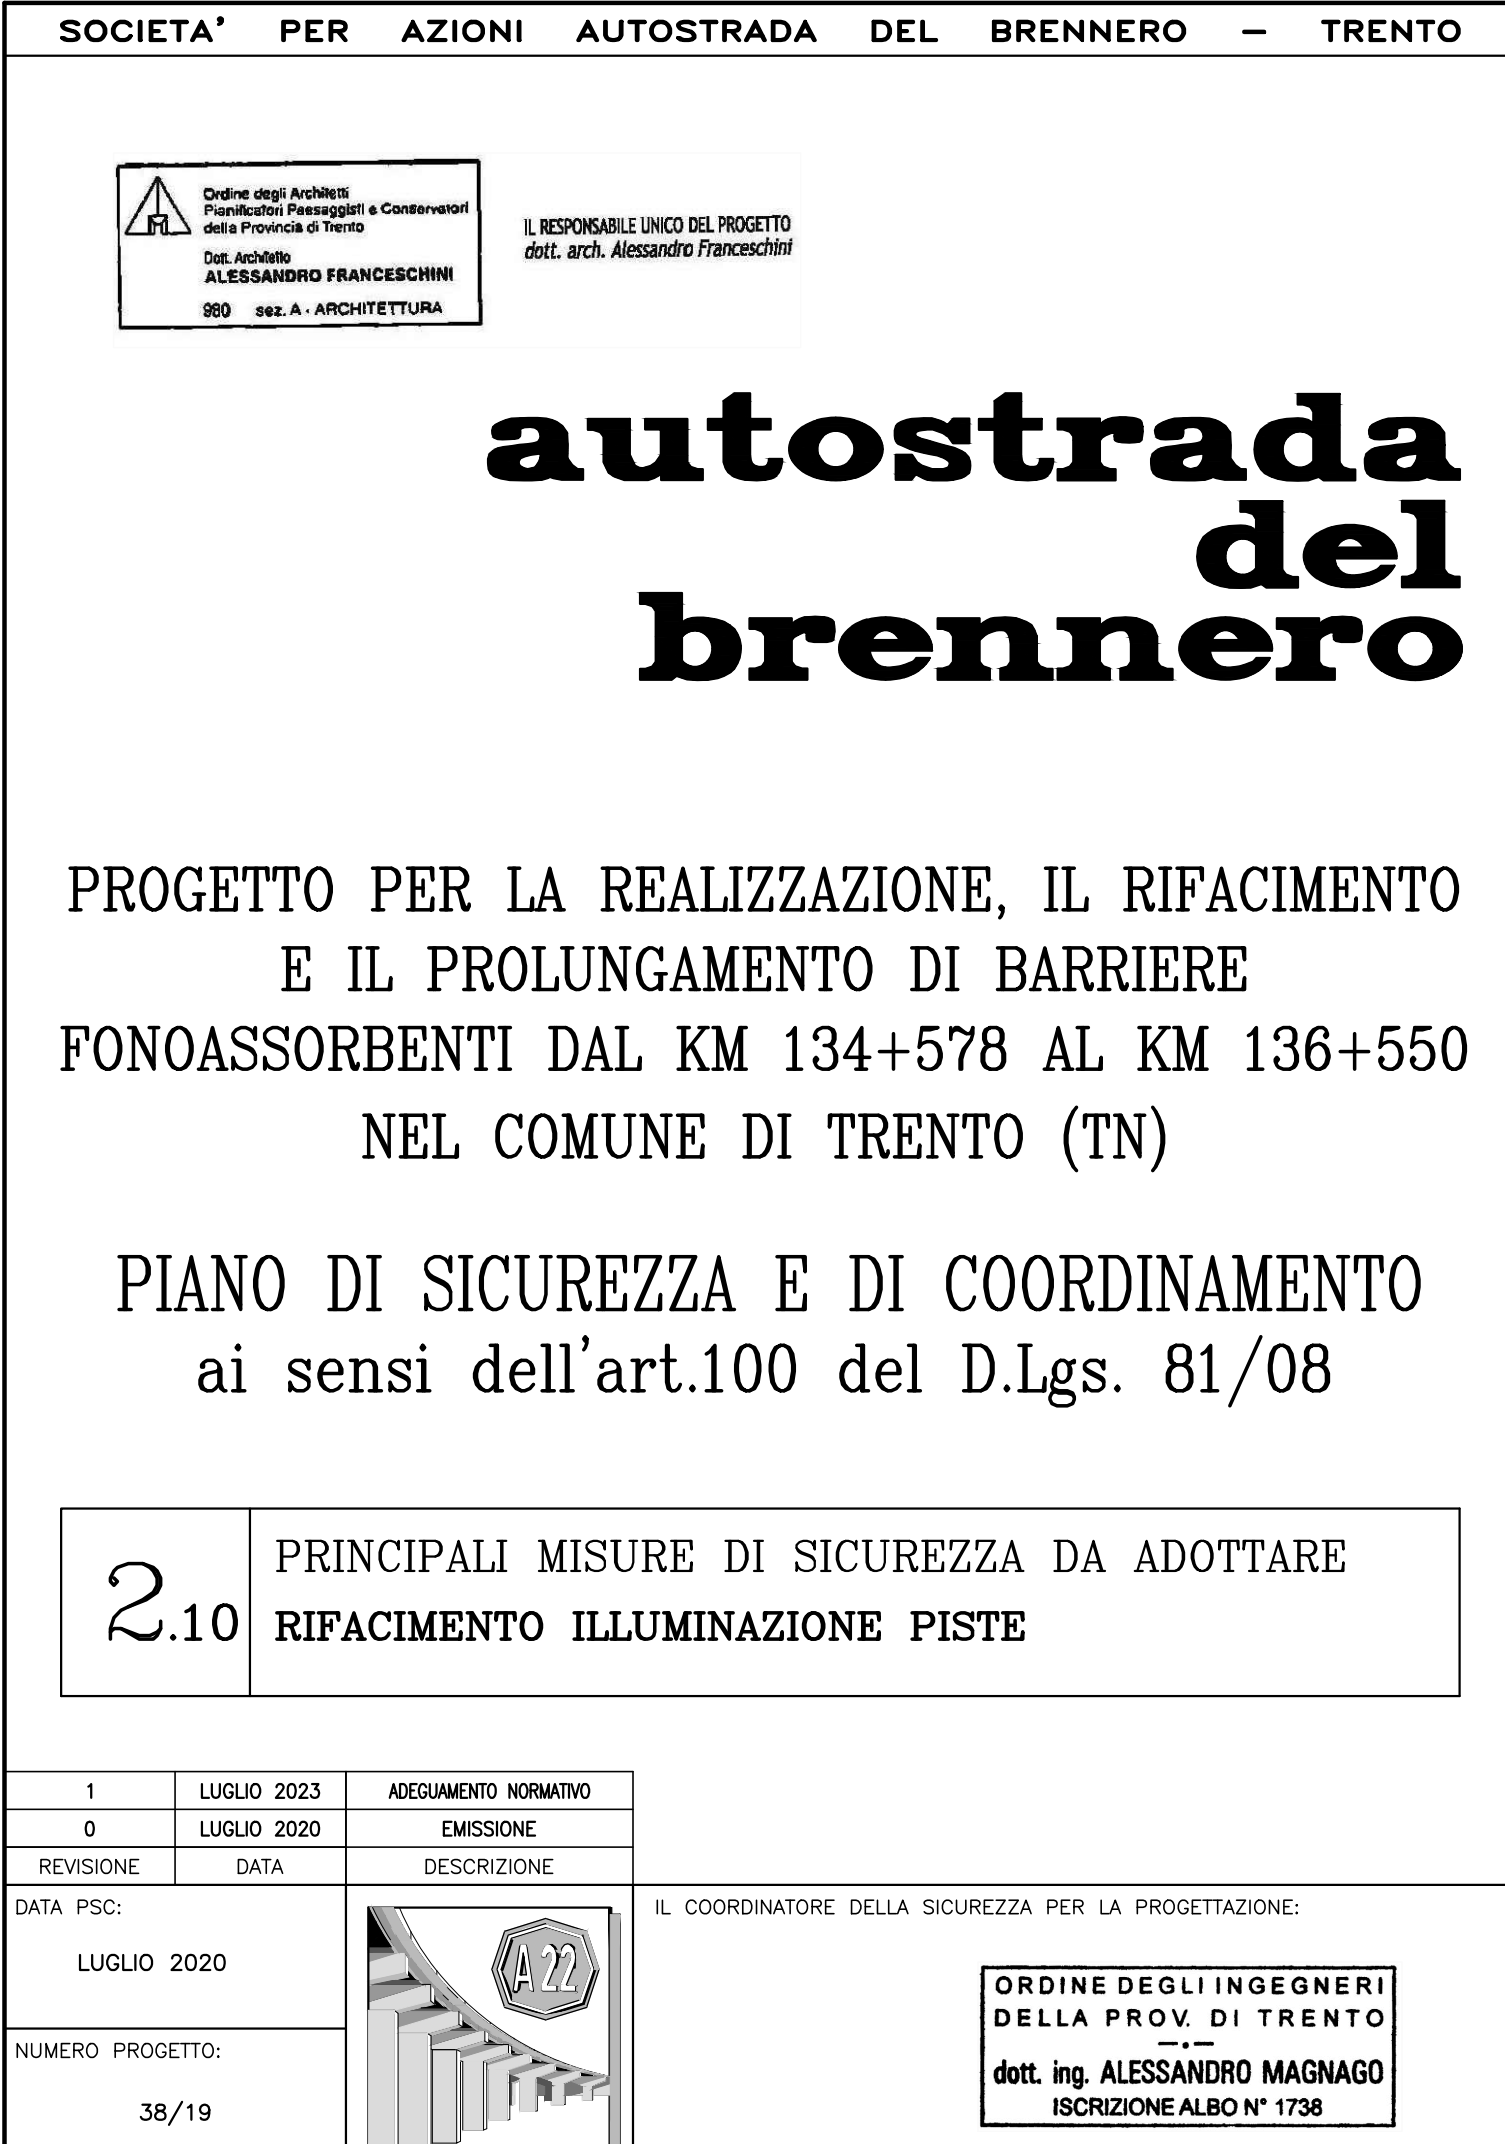 SOCIETA' PER AZIONI AUTOSTRADA DEL BRENNERO – TRENTO
Ordine degli Architetti
Pianificatori Paesaggisti e Conservatori
della Provincia di Trento
Dott. Architetto
ALESSANDRO FRANCESCHINI
980 sez. A - ARCHITETTURA
IL RESPONSABILE UNICO DEL PROGETTO
dott. arch. Alessandro Franceschini
autostrada
del
brennero
PROGETTO PER LA REALIZZAZIONE, IL RIFACIMENTO
E IL PROLUNGAMENTO DI BARRIERE
FONOASSORBENTI DAL KM 134+578 AL KM 136+550
NEL COMUNE DI TRENTO (TN)
PIANO DI SICUREZZA E DI COORDINAMENTO
ai sensi dell'art.100 del D.Lgs. 81/08
2.10
PRINCIPALI MISURE DI SICUREZZA DA ADOTTARE
RIFACIMENTO ILLUMINAZIONE PISTE
1 LUGLIO 2023 ADEGUAMENTO NORMATIVO
0 LUGLIO 2020 EMISSIONE
REVISIONE DATA DESCRIZIONE
DATA PSC:
LUGLIO 2020
NUMERO PROGETTO:
38/19
A 22
IL COORDINATORE DELLA SICUREZZA PER LA PROGETTAZIONE:
ORDINE DEGLI INGEGNERI
DELLA PROV. DI TRENTO
dott. ing. ALESSANDRO MAGNAGO
ISCRIZIONE ALBO N° 1738